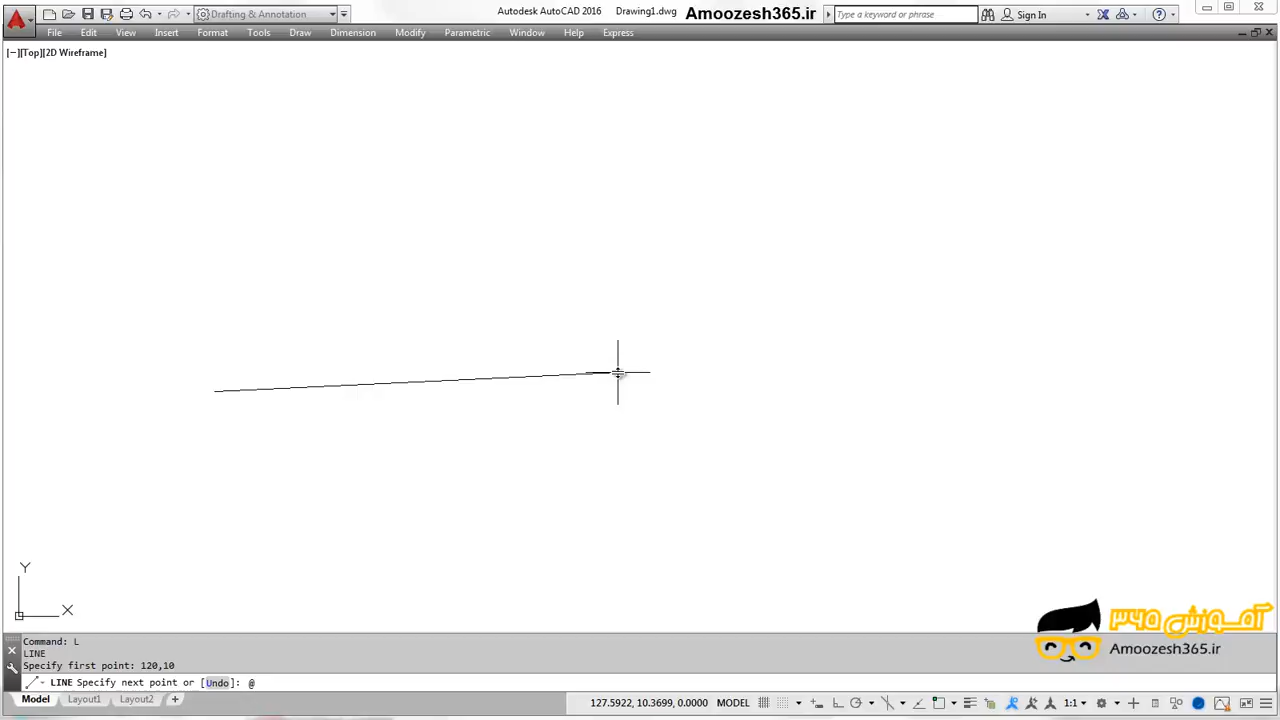 Drafting & Annotation
Autodesk AutoCAD 2016 Drawing1.dwg
Amoozesh365.ir
Type a keyword or phrase
Sign In
File Edit View Insert Format Tools Draw Dimension Modify Parametric Window Help Express
[−][Top][2D Wireframe]
Y
X
Command: L
LINE
Specify first point: 120,10
LINE Specify next point or [Undo]: @
آموزش ۳۶۵
Amoozesh365.ir
Model Layout1 Layout2 +
127.5922, 10.3699, 0.0000 MODEL 1:1